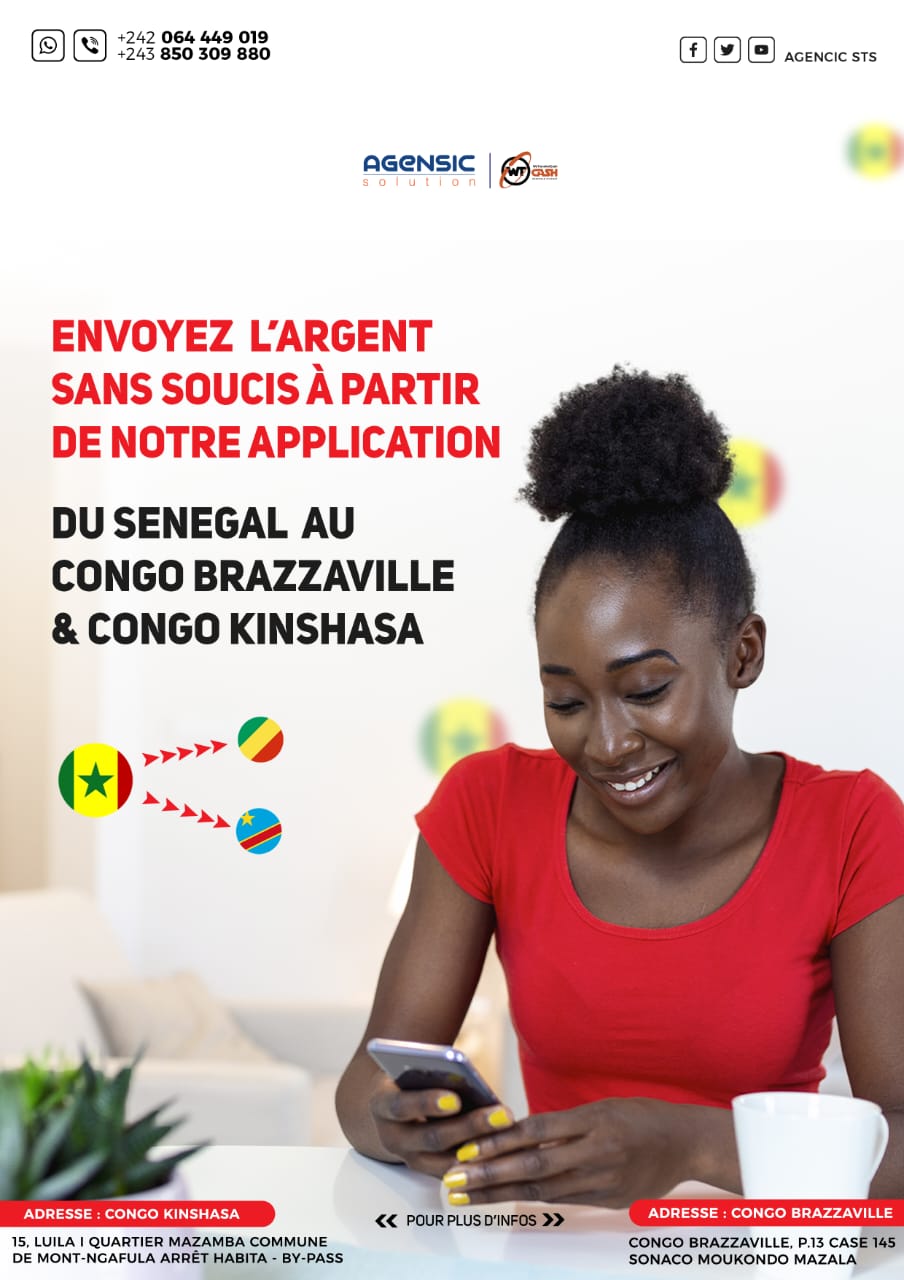 +242 064 449 019
+243 850 309 880
AGENCIC STS
AGENSIC
solution
WT
CASH
ENVOYEZ L’ARGENT
SANS SOUCIS À PARTIR
DE NOTRE APPLICATION
DU SENEGAL AU
CONGO BRAZZAVILLE
& CONGO KINSHASA
ADRESSE : CONGO KINSHASA
15, LUILA I QUARTIER MAZAMBA COMMUNE
DE MONT-NGAFULA ARRÊT HABITA - BY-PASS
POUR PLUS D’INFOS
ADRESSE : CONGO BRAZZAVILLE
CONGO BRAZZAVILLE, P.13 CASE 145
SONACO MOUKONDO MAZALA